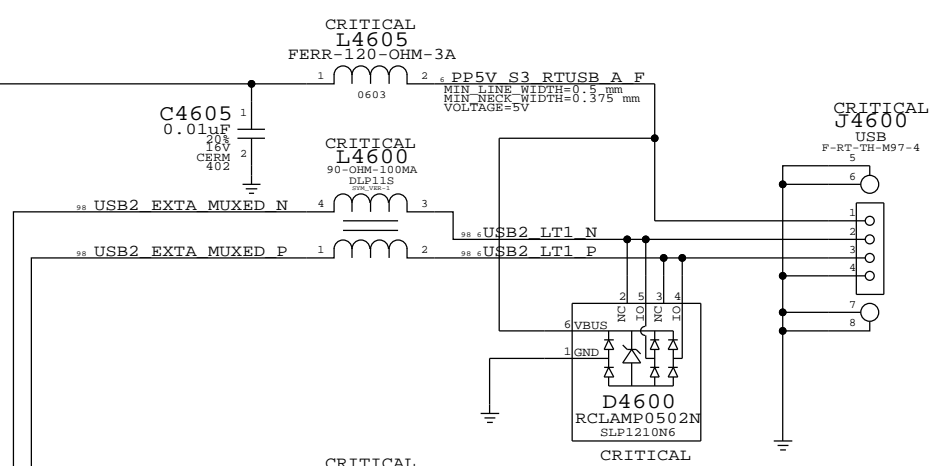 CRITICAL
L4605
FERR-120-OHM-3A
1
2
0603
6 PP5V_S3_RTUSB_A_F
MIN_LINE_WIDTH=0.5 mm
MIN_NECK_WIDTH=0.375 mm
VOLTAGE=5V
C4605
1
0.01uF
20%
16V
2
CERM
402
CRITICAL
L4600
90-OHM-100MA
DLP11S
SYM_VER-1
98 USB2_EXTA_MUXED_N
4
3
98 6 USB2_LT1_N
98 USB2_EXTA_MUXED_P
1
2
98 6 USB2_LT1_P
CRITICAL
J4600
USB
F-RT-TH-M97-4
5
6
1
2
3
4
7
8
2
5
3
4
NC
IO
NC
IO
6
VBUS
1
GND
D4600
RCLAMP0502N
SLP1210N6
CRITICAL
CRITICAL